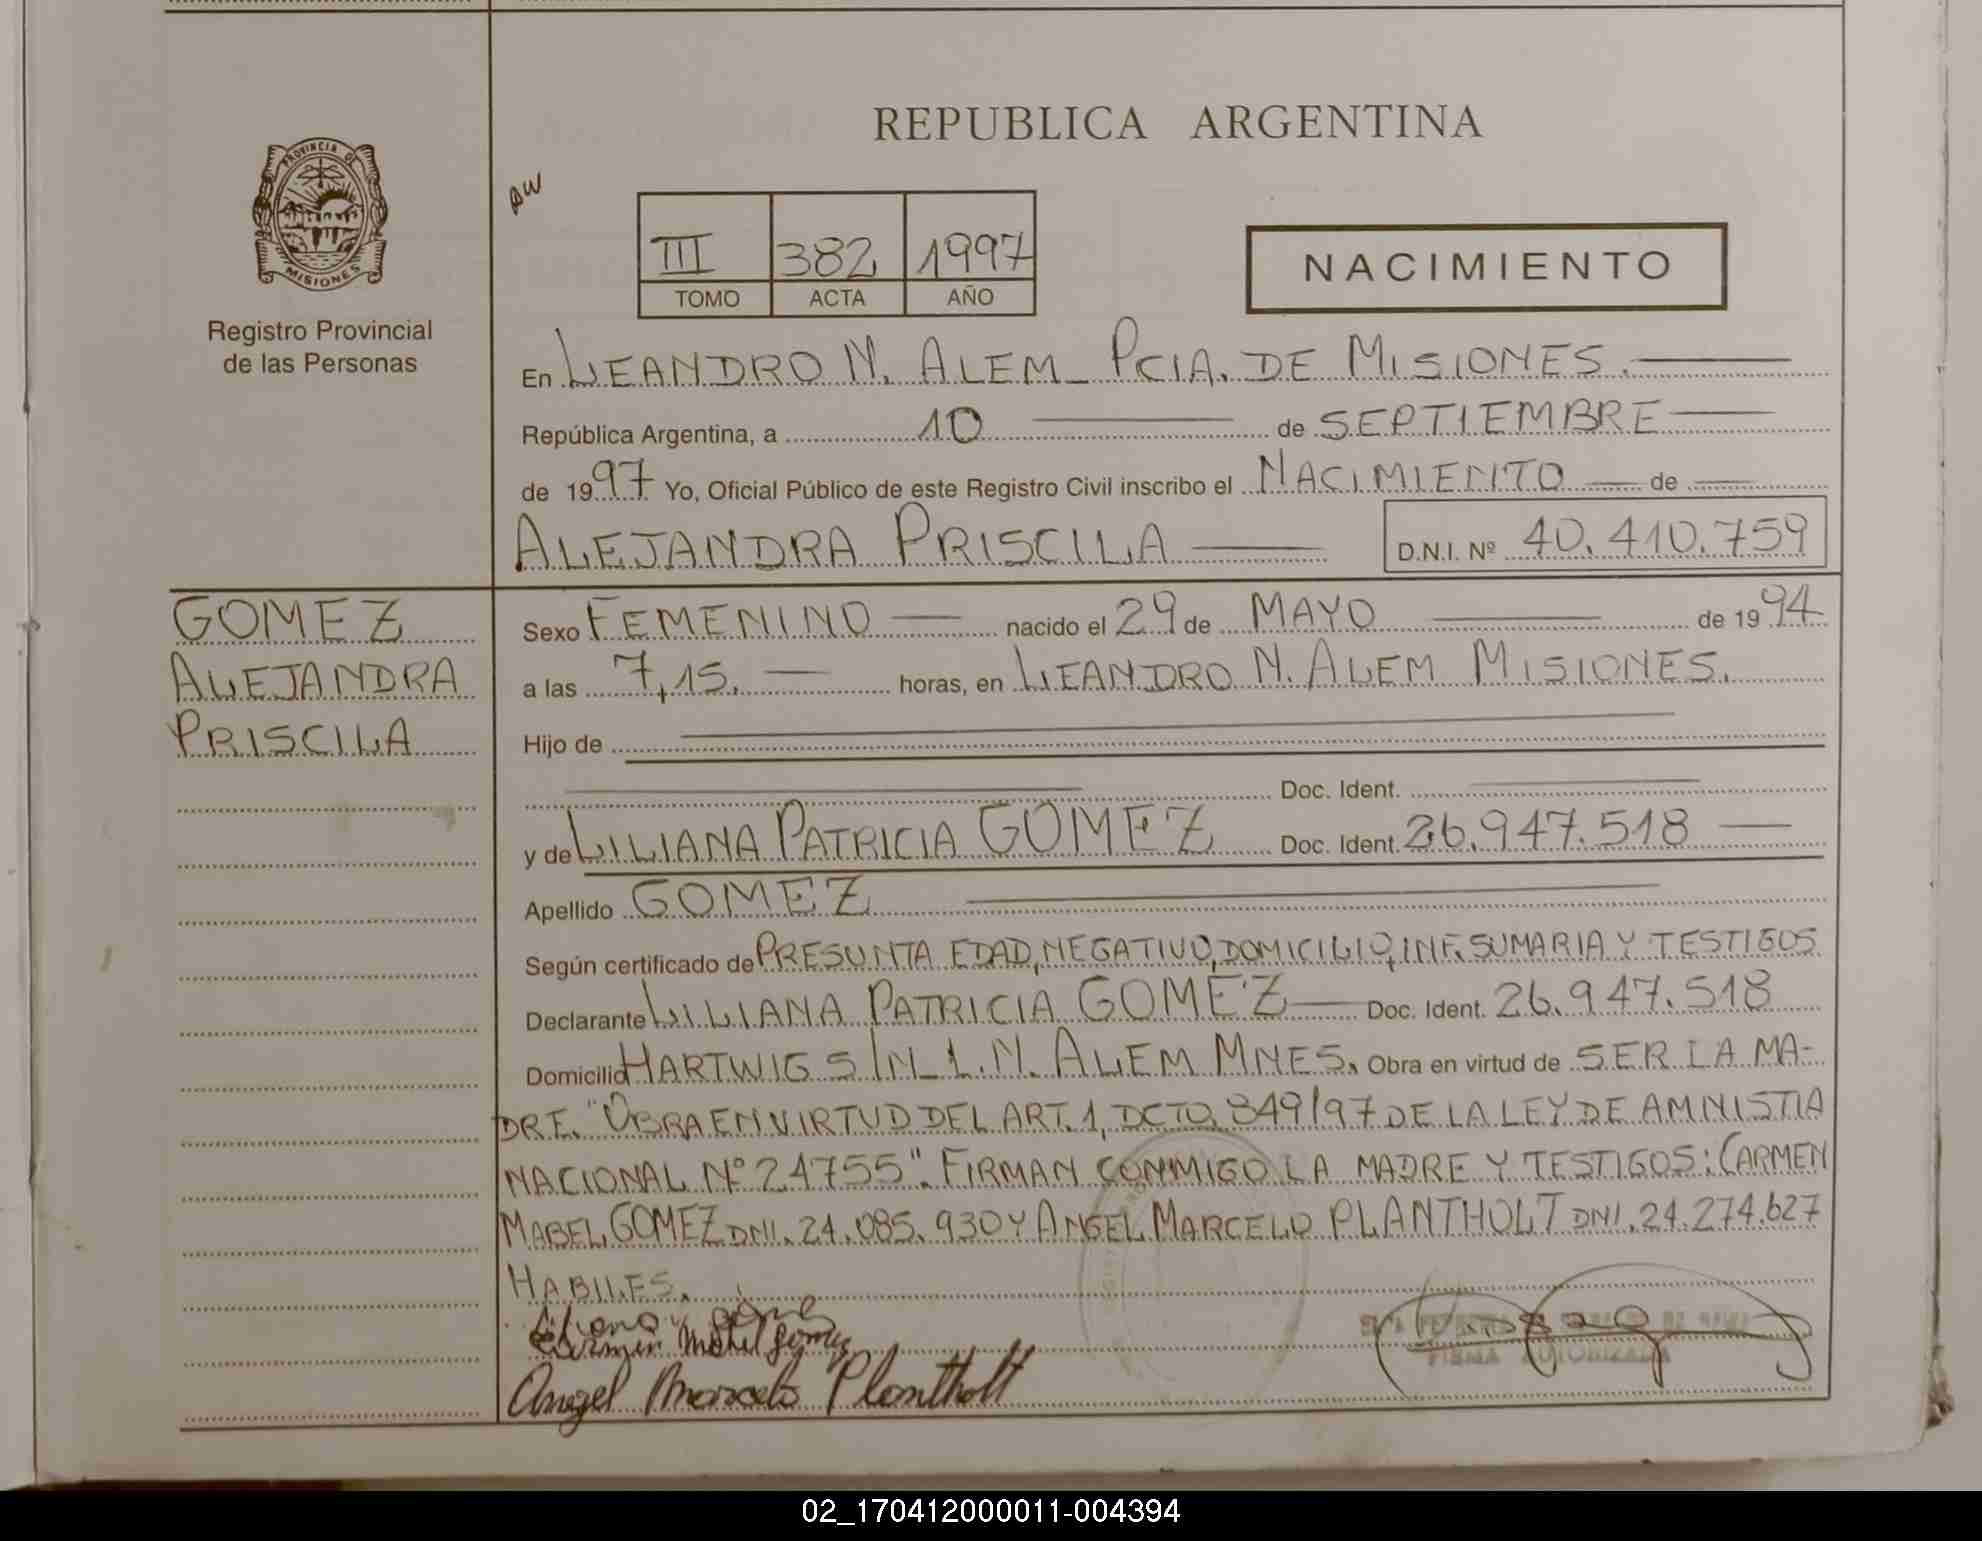 REPUBLICA ARGENTINA
PROVINCIA DE
MISIONES
Registro Provincial
de las Personas
III 382 1997
TOMO ACTA AÑO
NACIMIENTO
En LEANDRO N. ALEM_ PCIA. DE MISIONES.
República Argentina, a 10 de SEPTIEMBRE
de 1997 Yo, Oficial Público de este Registro Civil inscribo el NACIMIENTO de
ALEJANDRA PRISCILA D.N.I. Nº 40.410.759
GOMEZ
ALEJANDRA
PRISCILA
Sexo FEMENINO nacido el 29 de MAYO de 1994
a las 7,15. horas, en LEANDRO N. ALEM MISIONES.
Hijo de
Doc. Ident.
y de LILIANA PATRICIA GOMEZ Doc. Ident. 26.947.518
Apellido GOMEZ
Según certificado de PRESUNTA EDAD, NEGATIVO, DOMICILIO, INF. SUMARIA Y TESTIGOS
Declarante LILIANA PATRICIA GOMEZ Doc. Ident. 26.947.518
Domicilio HARTWIG S/N_ L.N. ALEM MNES. Obra en virtud de SER LA MA-
DRE. "OBRA EN VIRTUD DEL ART. 1, DCTO. 849/97 DE LA LEY DE AMNISTIA
NACIONAL Nº 24755". FIRMAN CONMIGO LA MADRE Y TESTIGOS: CARMEN
MABEL GOMEZ DNI. 24.085.930 Y ANGEL MARCELO PLANTHOLT DNI. 24.274.627
HABILES.
Carmen Mabel Gomez
Angel Marcelo Plantholt
FIRMA AUTORIZADA
02_170412000011-004394